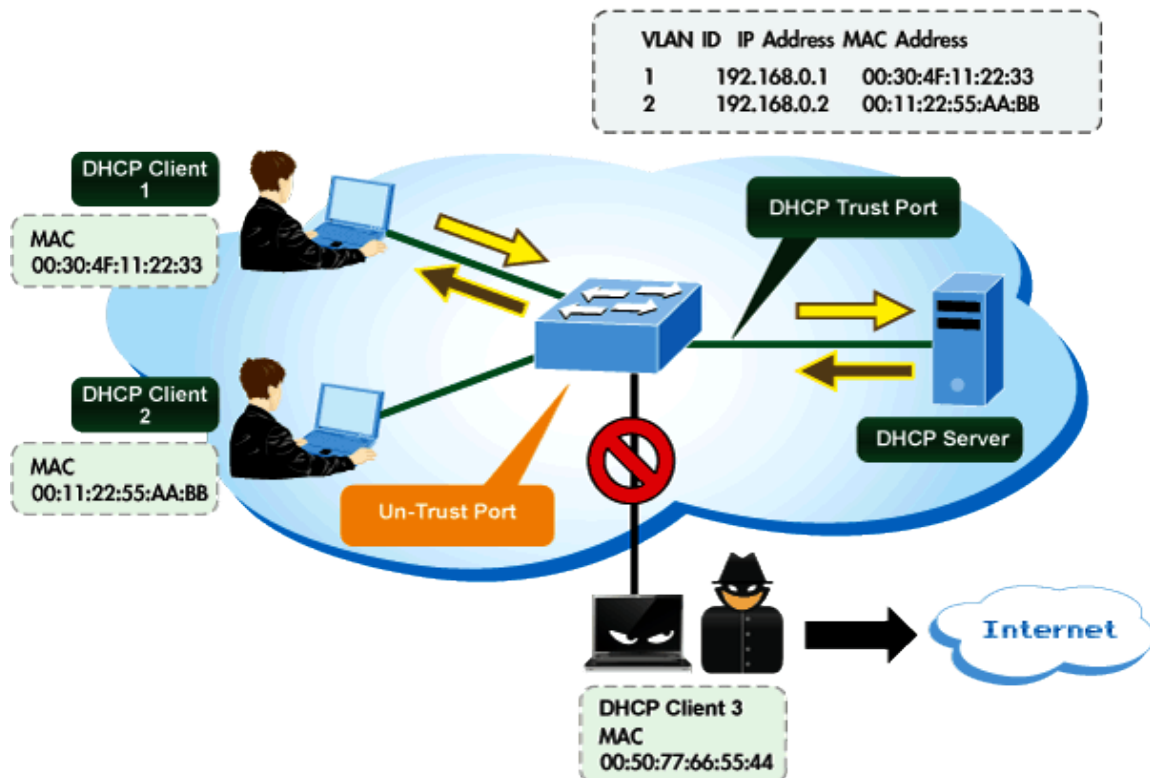 VLAN ID IP Address MAC Address
1 192.168.0.1 00:30:4F:11:22:33
2 192.168.0.2 00:11:22:55:AA:BB
DHCP Client
1
MAC
00:30:4F:11:22:33
DHCP Trust Port
DHCP Client
2
MAC
00:11:22:55:AA:BB
Un-Trust Port
DHCP Server
Internet
DHCP Client 3
MAC
00:50:77:66:55:44